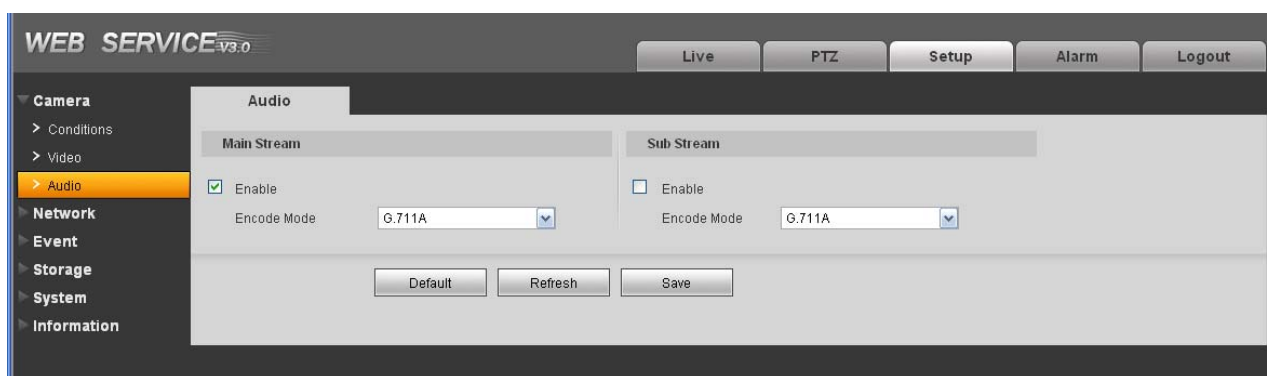 WEB SERVICE V3.0
Live PTZ Setup Alarm Logout
Camera
> Conditions
> Video
> Audio
Network
Event
Storage
System
Information
Audio
Main Stream
Enable
Encode Mode G.711A
Sub Stream
Enable
Encode Mode G.711A
Default Refresh Save